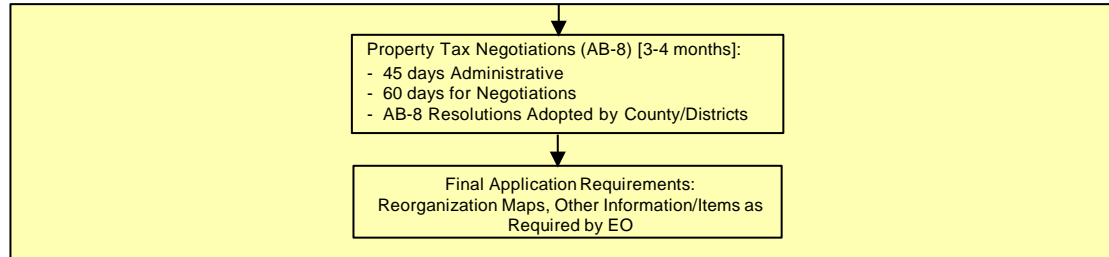 Property Tax Negotiations (AB-8) [3-4 months]:
- 45 days Administrative
- 60 days for Negotiations
- AB-8 Resolutions Adopted by County/Districts
Final Application Requirements:
Reorganization Maps, Other Information/Items as
Required by EO